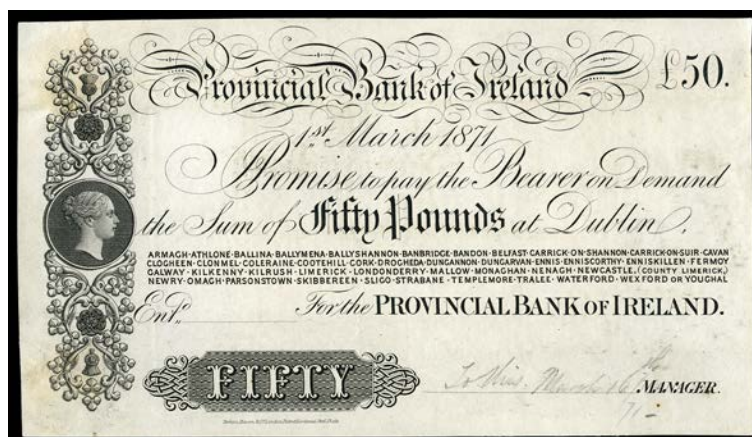 Provincial Bank of Ireland £50.
1st March 1871
Promise to pay the Bearer on Demand
the Sum of Fifty Pounds at Dublin.
ARMAGH·ATHLONE·BALLINA·BALLYMENA·BALLYSHANNON·BANBRIDGE·BANDON·BELFAST·CARRICK·ON·SHANNON·CARRICK·ON·SUIR·CAVAN
CLOGHEEN·CLONMEL·COLERAINE·COOTEHILL·CORK·DROGHEDA·DUNGANNON·DUNGARVAN·ENNIS·ENNISCORTHY·ENNISKILLEN·FERMOY
GALWAY·KILKENNY·KILRUSH·LIMERICK·LONDONDERRY·MALLOW·MONAGHAN·NENAGH·NEWCASTLE, (COUNTY LIMERICK,)
NEWRY·OMAGH·PARSONSTOWN·SKIBBEREEN·SLIGO·STRABANE·TEMPLEMORE·TRALEE·WATERFORD·WEXFORD OR YOUGHAL
Entd. For the PROVINCIAL BANK OF IRELAND.
FIFTY
March 16 MANAGER.
71